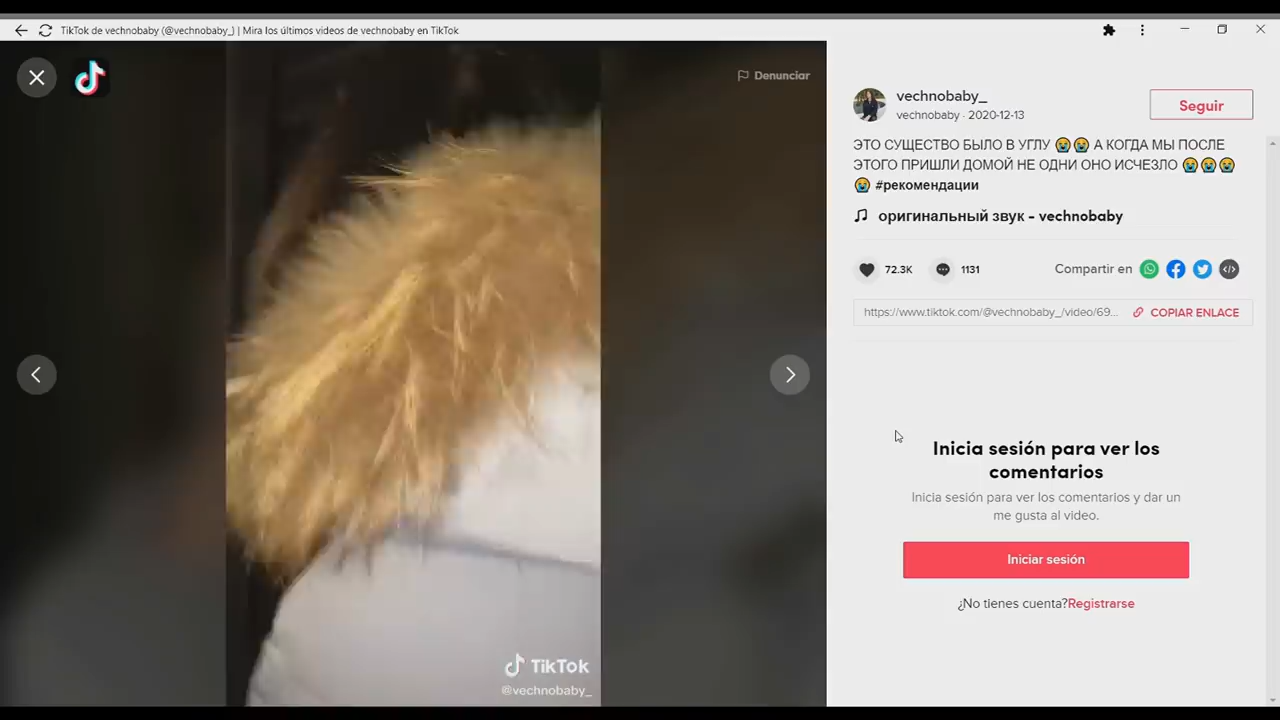 TikTok de vechnobaby (@vechnobaby_) | Mira los últimos videos de vechnobaby en TikTok
Denunciar
vechnobaby_
vechnobaby · 2020-12-13
Seguir
ЭТО СУЩЕСТВО БЫЛО В УГЛУ 😭😭 А КОГДА МЫ ПОСЛЕ
ЭТОГО ПРИШЛИ ДОМОЙ НЕ ОДНИ ОНО ИСЧЕЗЛО 😭😭😭
😭 #рекомендации
оригинальный звук - vechnobaby
72.3K
1131
Compartir en
https://www.tiktok.com/@vechnobaby_/video/69...
COPIAR ENLACE
Inicia sesión para ver los
comentarios
Inicia sesión para ver los comentarios y dar un
me gusta al video.
Iniciar sesión
¿No tienes cuenta?Registrarse
TikTok
@vechnobaby_